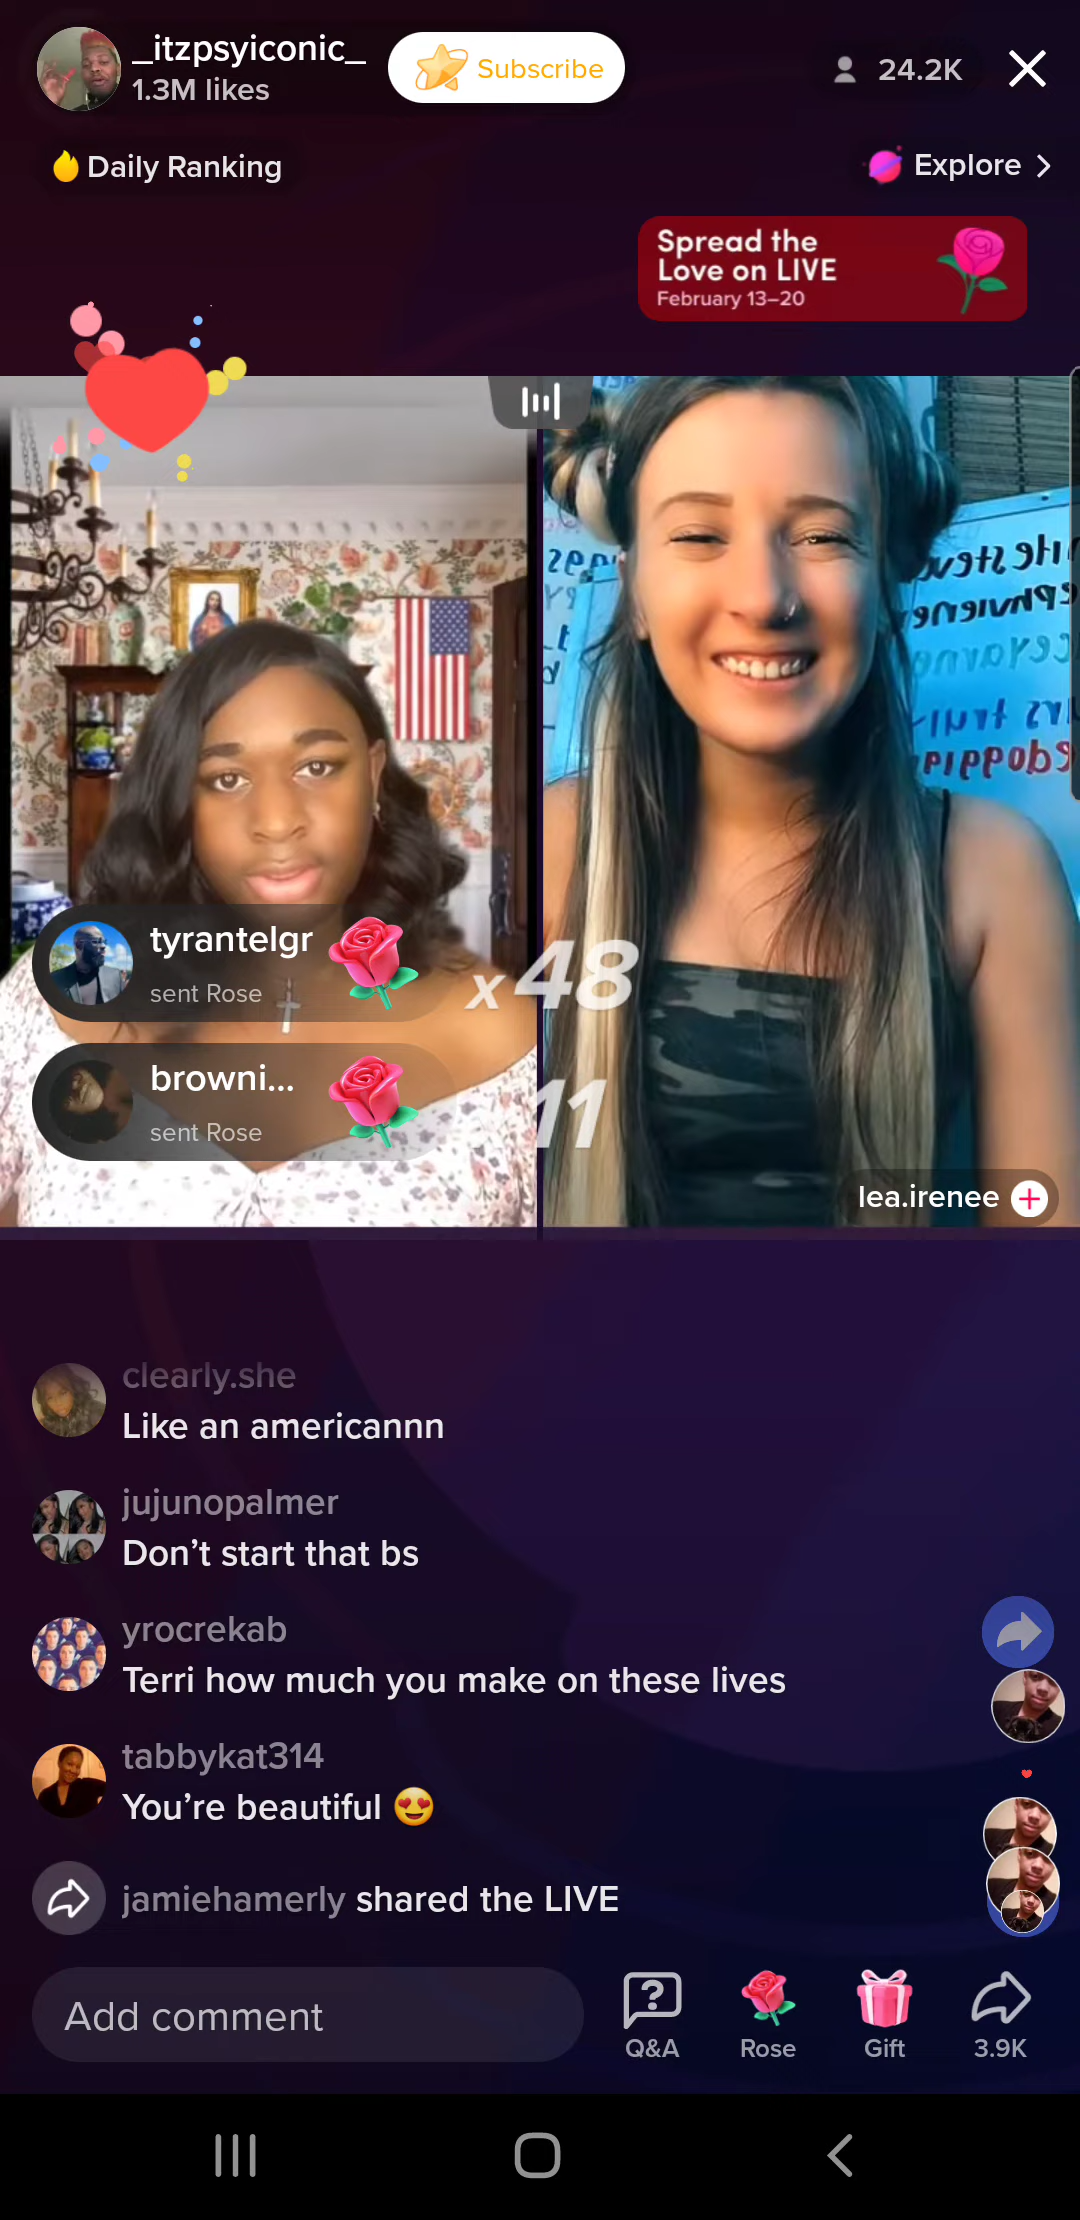 _itzpsyiconic_
1.3M likes
Subscribe
24.2K
Daily Ranking
Explore
Spread the
Love on LIVE
February 13–20
tyrantelgr
sent Rose
x48
browni...
sent Rose
11
lea.irenee
clearly.she
Like an americannn
jujunopalmer
Don’t start that bs
yrocrekab
Terri how much you make on these lives
tabbykat314
You’re beautiful 😍
jamiehamerly shared the LIVE
Add comment
Q&A
Rose
Gift
3.9K